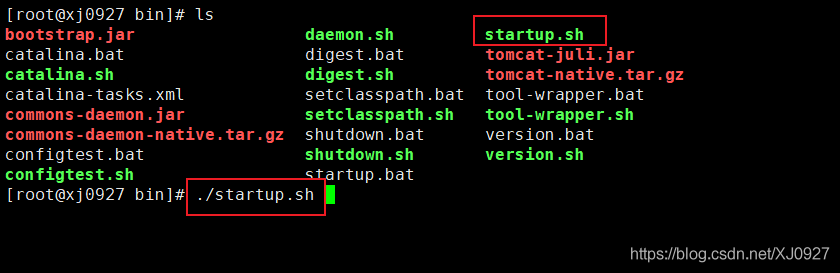 [root@xj0927 bin]# ls
bootstrap.jar daemon.sh startup.sh
catalina.bat digest.bat tomcat-juli.jar
catalina.sh digest.sh tomcat-native.tar.gz
catalina-tasks.xml setclasspath.bat tool-wrapper.bat
commons-daemon.jar setclasspath.sh tool-wrapper.sh
commons-daemon-native.tar.gz shutdown.bat version.bat
configtest.bat shutdown.sh version.sh
configtest.sh startup.bat
[root@xj0927 bin]# ./startup.sh
https://blog.csdn.net/XJ0927